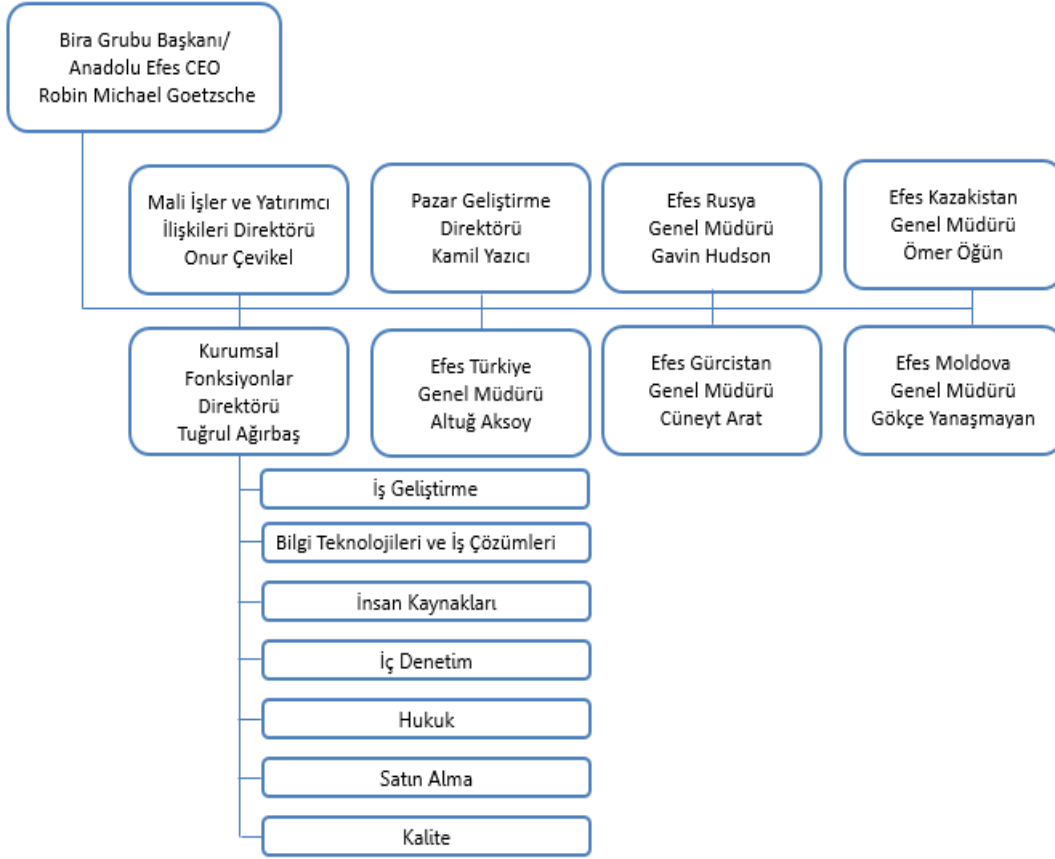 Bira Grubu Başkanı/
Anadolu Efes CEO
Robin Michael Goetzsche
Mali İşler ve Yatırımcı
İlişkileri Direktörü
Onur Çevikel
Pazar Geliştirme
Direktörü
Kamil Yazıcı
Efes Rusya
Genel Müdürü
Gavin Hudson
Efes Kazakistan
Genel Müdürü
Ömer Öğün
Kurumsal
Fonksiyonlar
Direktörü
Tuğrul Ağırbaş
Efes Türkiye
Genel Müdürü
Altuğ Aksoy
Efes Gürcistan
Genel Müdürü
Cüneyt Arat
Efes Moldova
Genel Müdürü
Gökçe Yanaşmayan
İş Geliştirme
Bilgi Teknolojileri ve İş Çözümleri
İnsan Kaynakları
İç Denetim
Hukuk
Satın Alma
Kalite